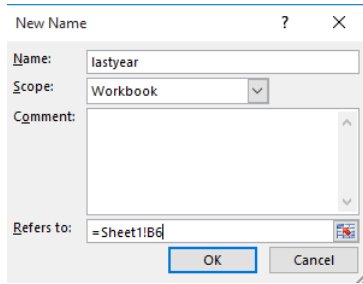 New Name ? ×
Name: lastyear
Scope: Workbook
Comment:
Refers to: =Sheet1!B6
OK Cancel